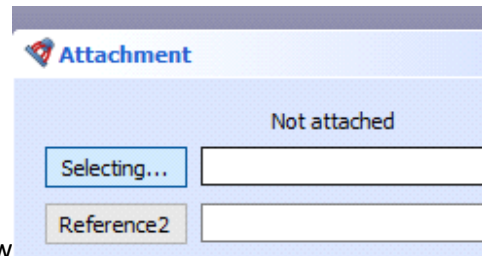 Attachment
Not attached
Selecting...
Reference2
w